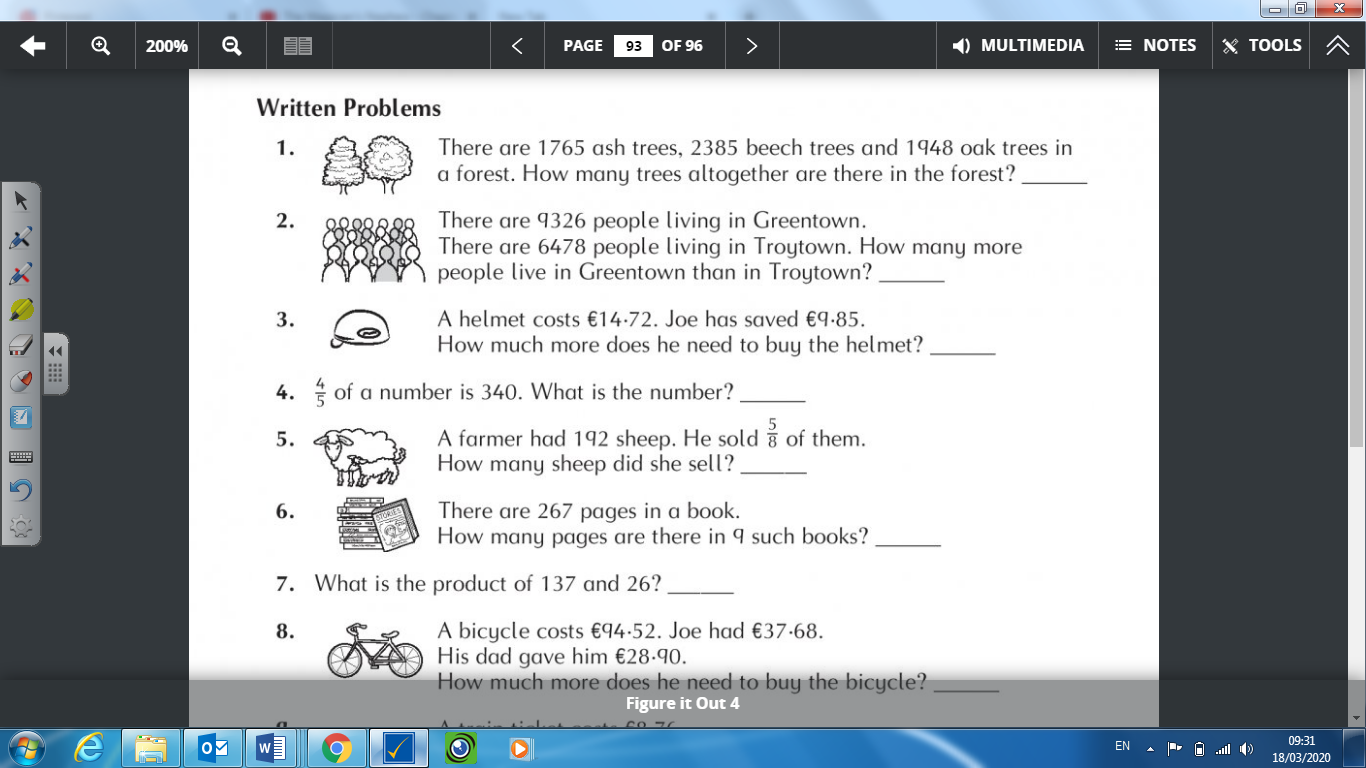 200%
PAGE 93 OF 96
MULTIMEDIA
NOTES
TOOLS
Written Problems
1. There are 1765 ash trees, 2385 beech trees and 1948 oak trees in
a forest. How many trees altogether are there in the forest? ______
2. There are 9326 people living in Greentown.
There are 6478 people living in Troytown. How many more
people live in Greentown than in Troytown? ______
3. A helmet costs €14·72. Joe has saved €9·85.
How much more does he need to buy the helmet? ______
4. 4/5 of a number is 340. What is the number? ______
5. A farmer had 192 sheep. He sold 5/8 of them.
How many sheep did she sell? ______
STORIES
6. There are 267 pages in a book.
How many pages are there in 9 such books? ______
7. What is the product of 137 and 26? ______
8. A bicycle costs €94·52. Joe had €37·68.
His dad gave him €28·90.
How much more does he need to buy the bicycle? ______
Figure it Out 4
9. A train ticket costs €8·76
EN
09:31
18/03/2020